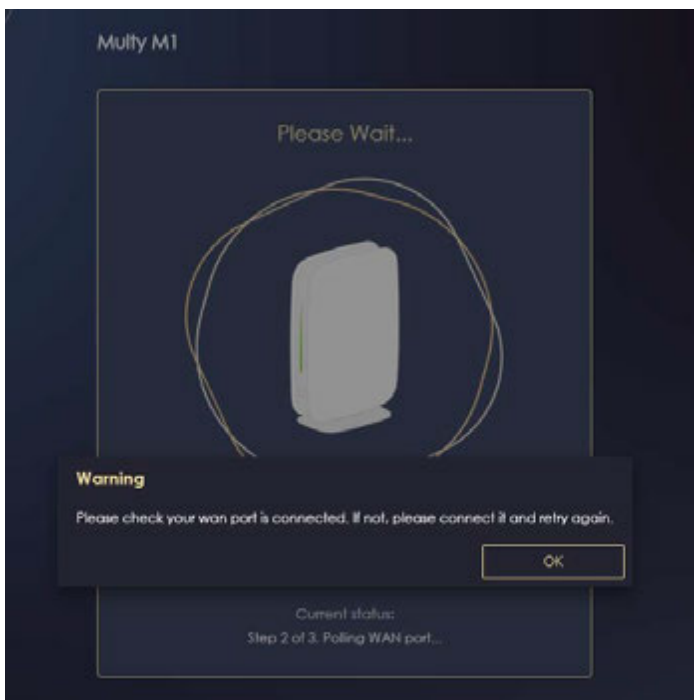 Multy M1
Please Wait...
Warning
Please check your wan port is connected. If not, please connect it and retry again.
OK
Current status:
Step 2 of 3. Polling WAN port...